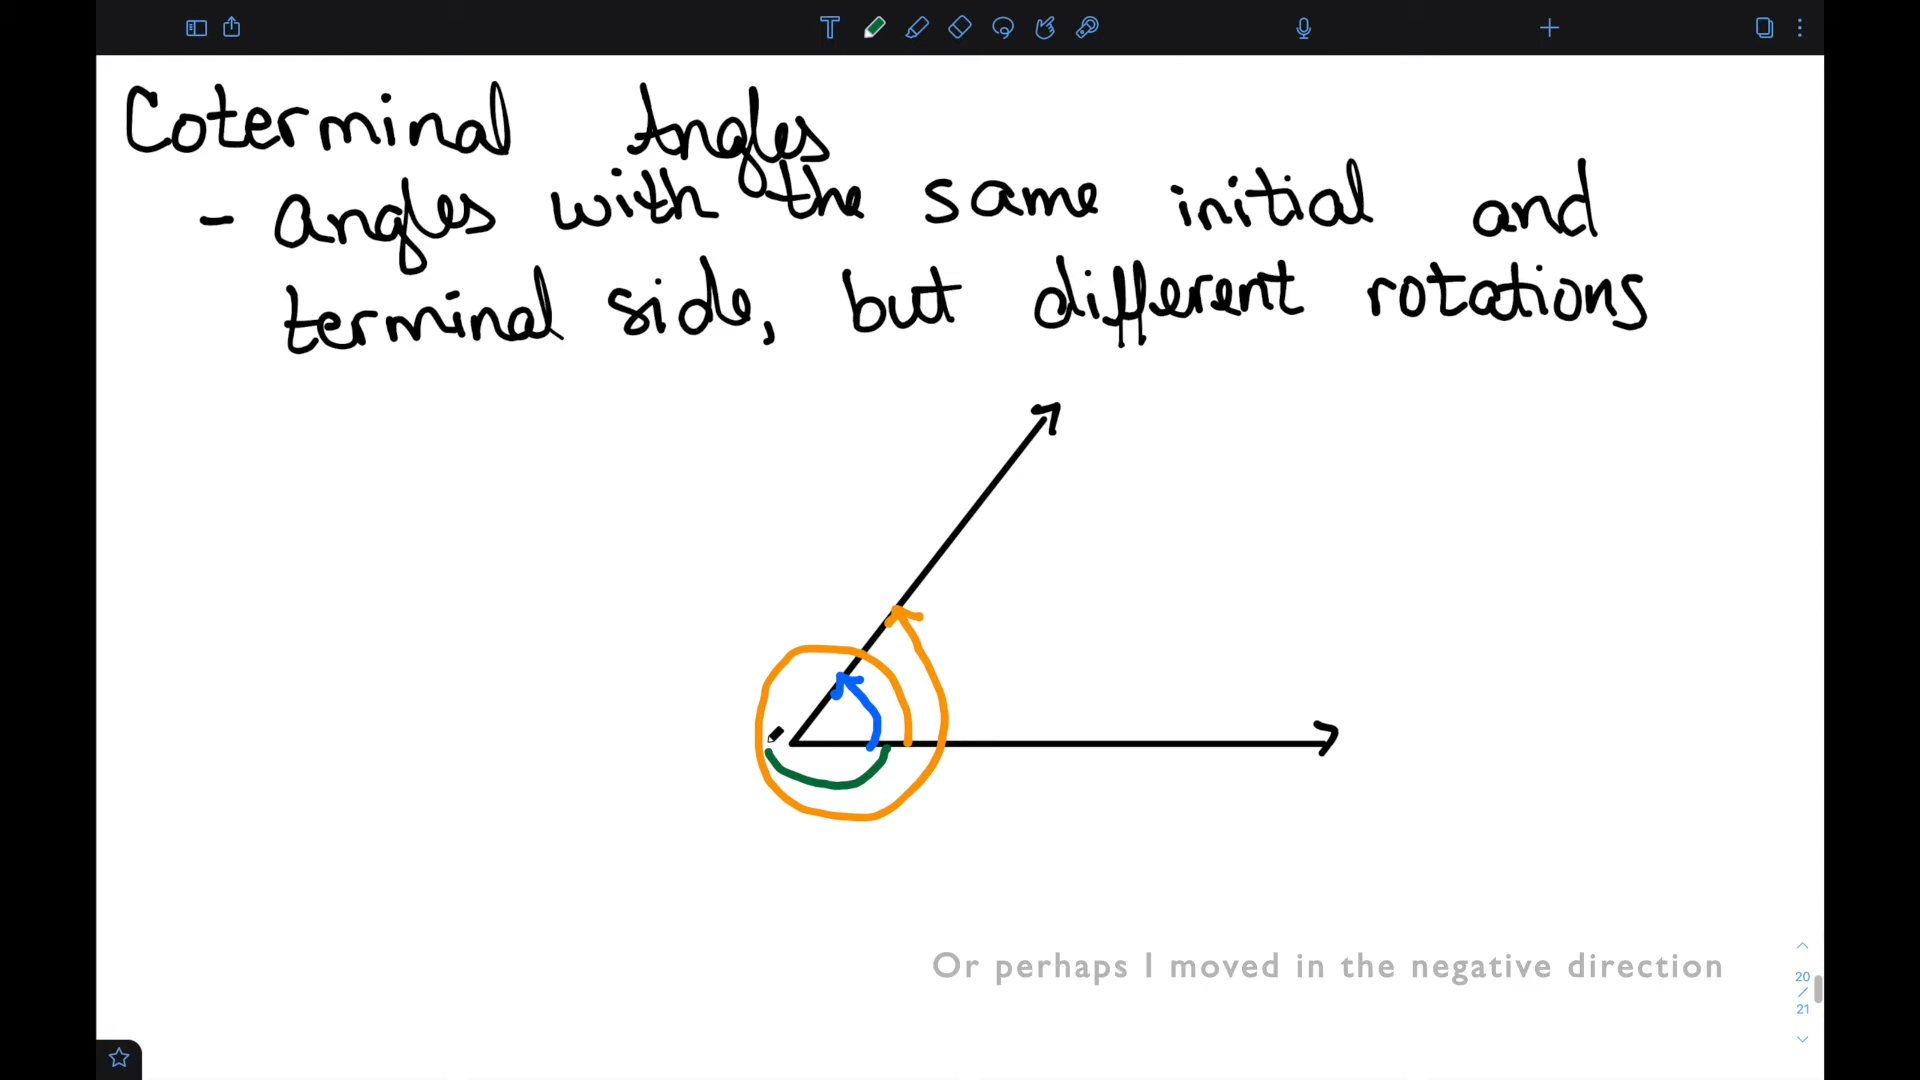 Coterminal Angles
- angles with the same initial and
terminal side, but different rotations
Or perhaps I moved in the negative direction
20
/
21